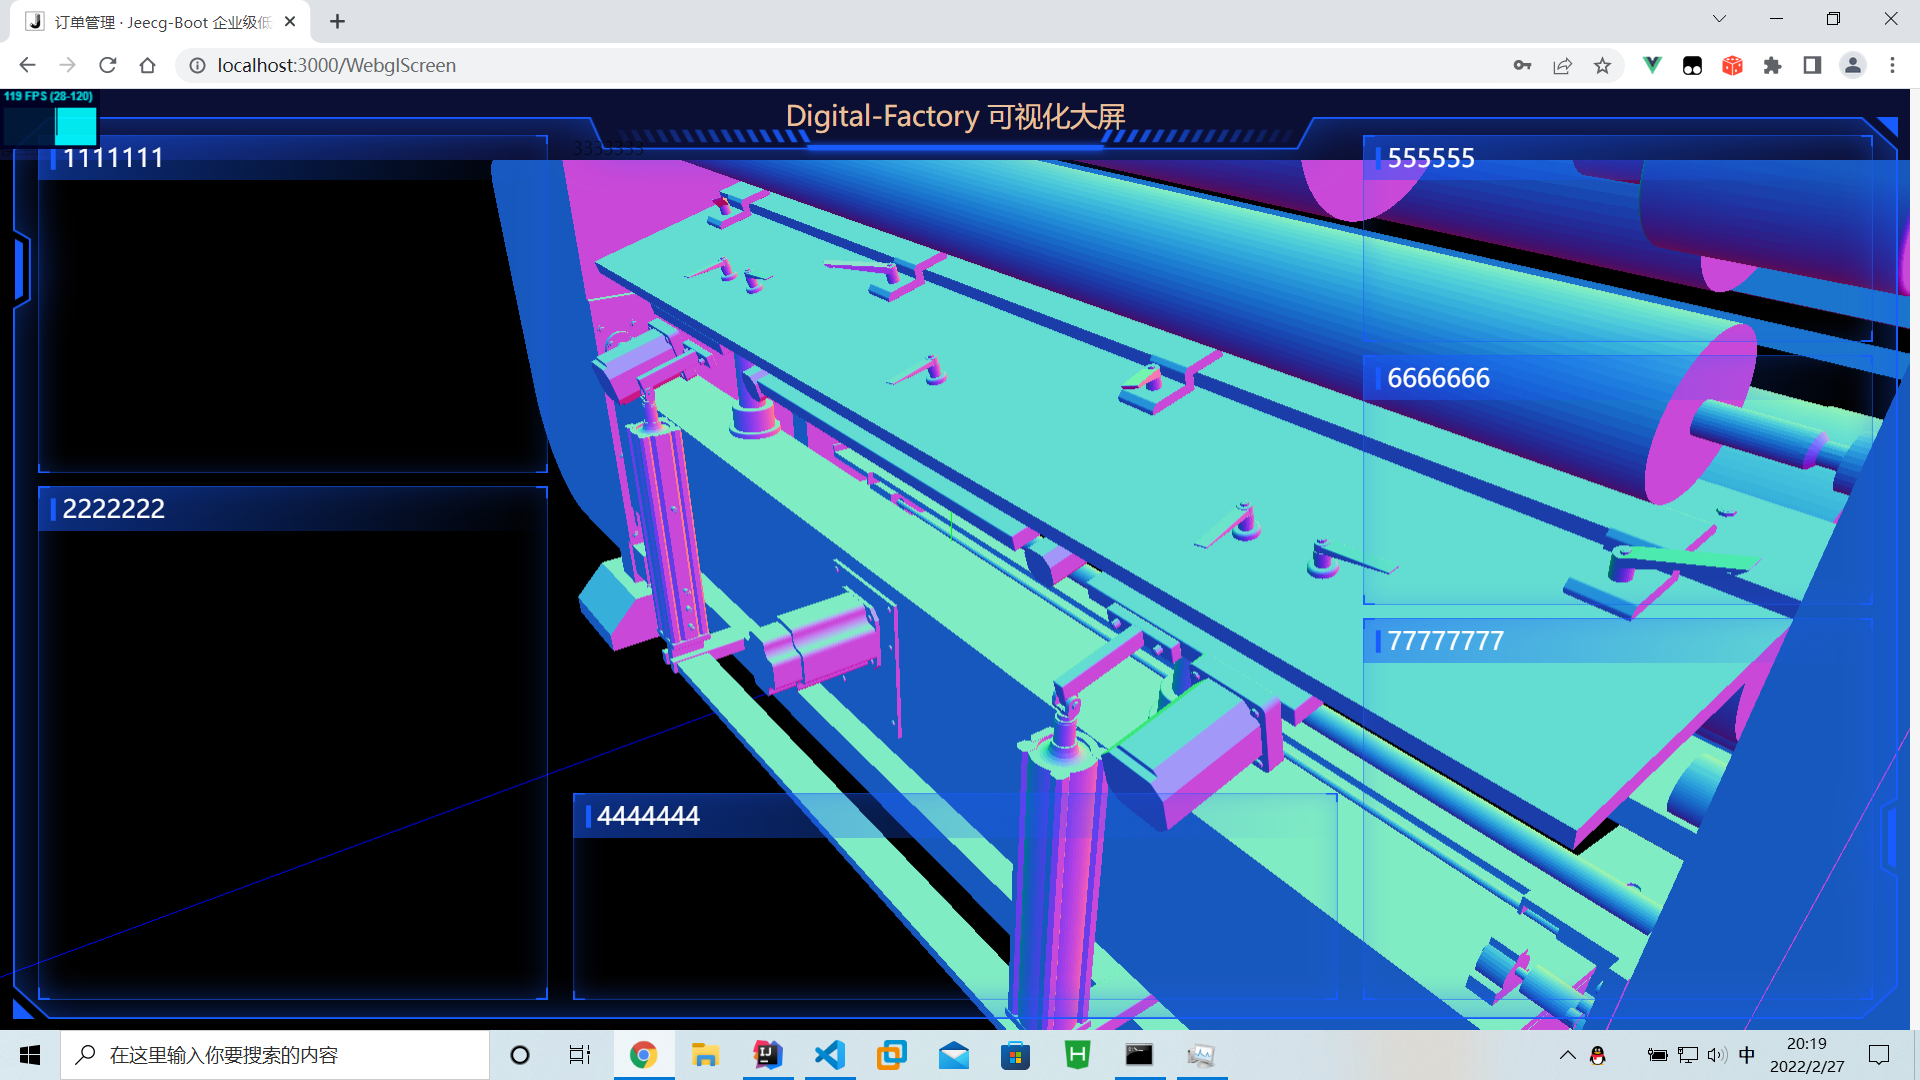 订单管理 · Jeecg-Boot 企业级低
localhost:3000/WebglScreen
119 FPS (28-120)
Digital-Factory 可视化大屏
1111111
3333333
555555
6666666
2222222
77777777
4444444
在这里输入你要搜索的内容
中
20:19
2022/2/27